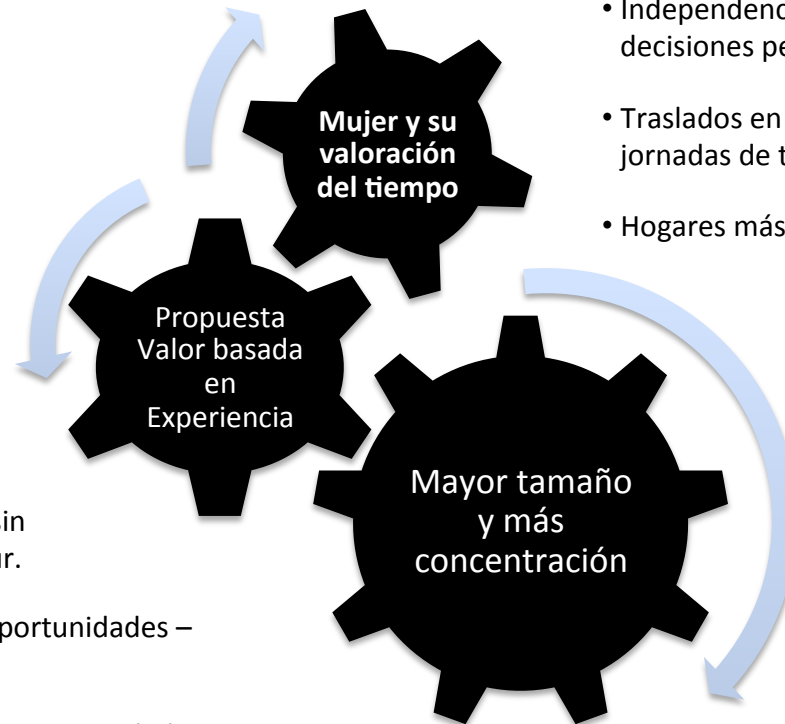 • Independenc
decisiones pe
• Traslados en
jornadas de t
• Hogares más
Mujer y su
valoración
del tiempo
Propuesta
Valor basada
en
Experiencia
Mayor tamaño
y más
concentración
in
r.
portunidades –